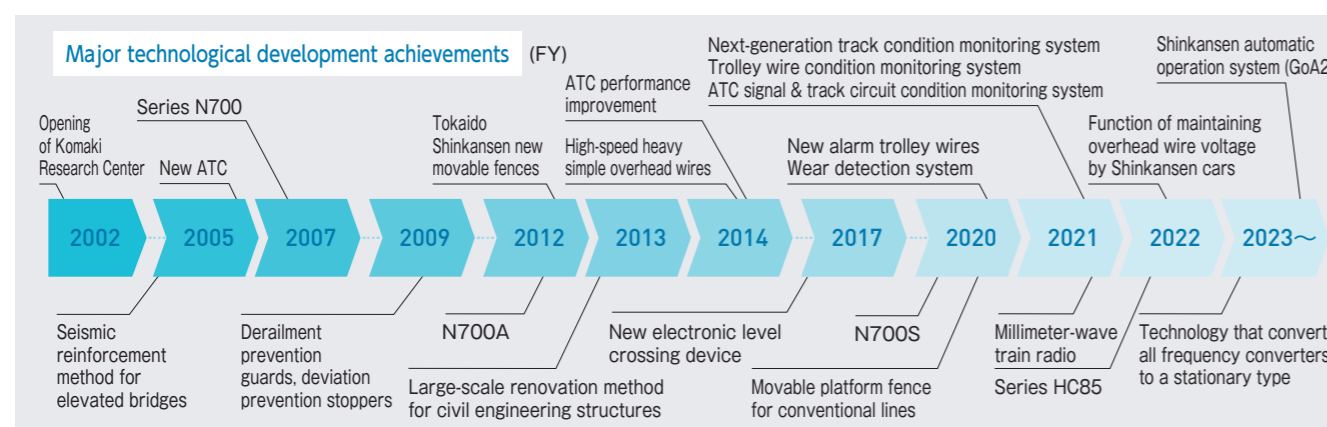 Major technological development achievements (FY)
Opening
of Komaki
Research Center
Series N700
New ATC
Tokaido
Shinkansen new
movable fences
ATC performance
improvement
High-speed heavy
simple overhead wires
Next-generation track condition monitoring system
Trolley wire condition monitoring system
ATC signal & track circuit condition monitoring system
New alarm trolley wires
Wear detection system
Function of maintaining
overhead wire voltage
by Shinkansen cars
Shinkansen automatic
operation system (GoA2
2002 2005 2007 2009 2012 2013 2014 2017 2020 2021 2022 2023～
Seismic
reinforcement
method for
elevated bridges
Derailment
prevention
guards, deviation
prevention stoppers
N700A
Large-scale renovation method
for civil engineering structures
New electronic level
crossing device
N700S
Movable platform fence
for conventional lines
Millimeter-wave
train radio
Series HC85
Technology that convert
all frequency converters
to a stationary type